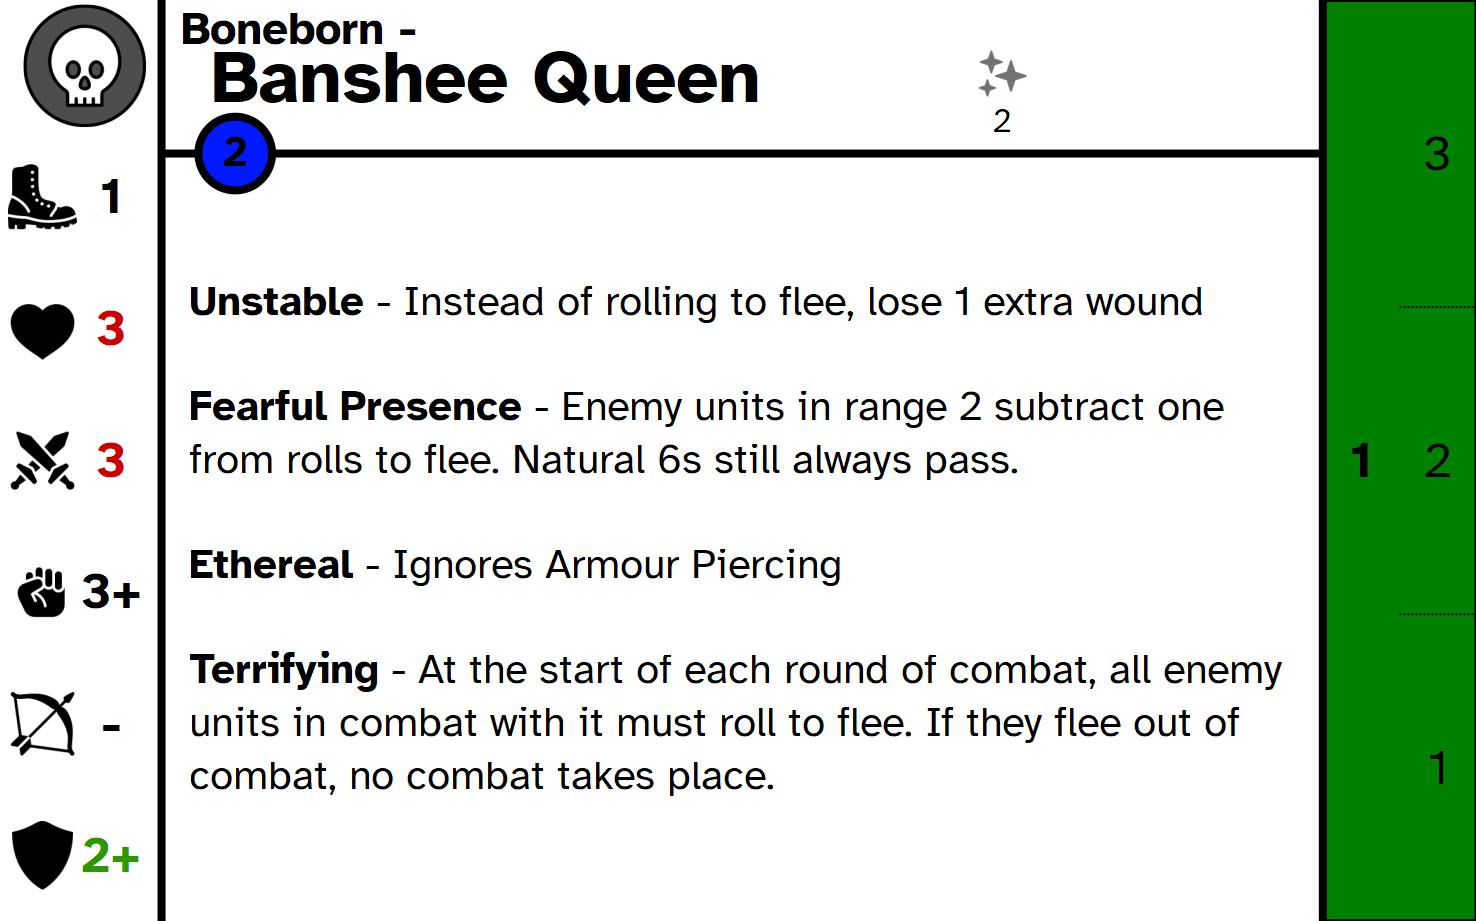 Boneborn -
Banshee Queen
2
2
1
3
3
3+
-
2+
Unstable - Instead of rolling to flee, lose 1 extra wound
Fearful Presence - Enemy units in range 2 subtract one
from rolls to flee. Natural 6s still always pass.
Ethereal - Ignores Armour Piercing
Terrifying - At the start of each round of combat, all enemy
units in combat with it must roll to flee. If they flee out of
combat, no combat takes place.
3
1 2
1